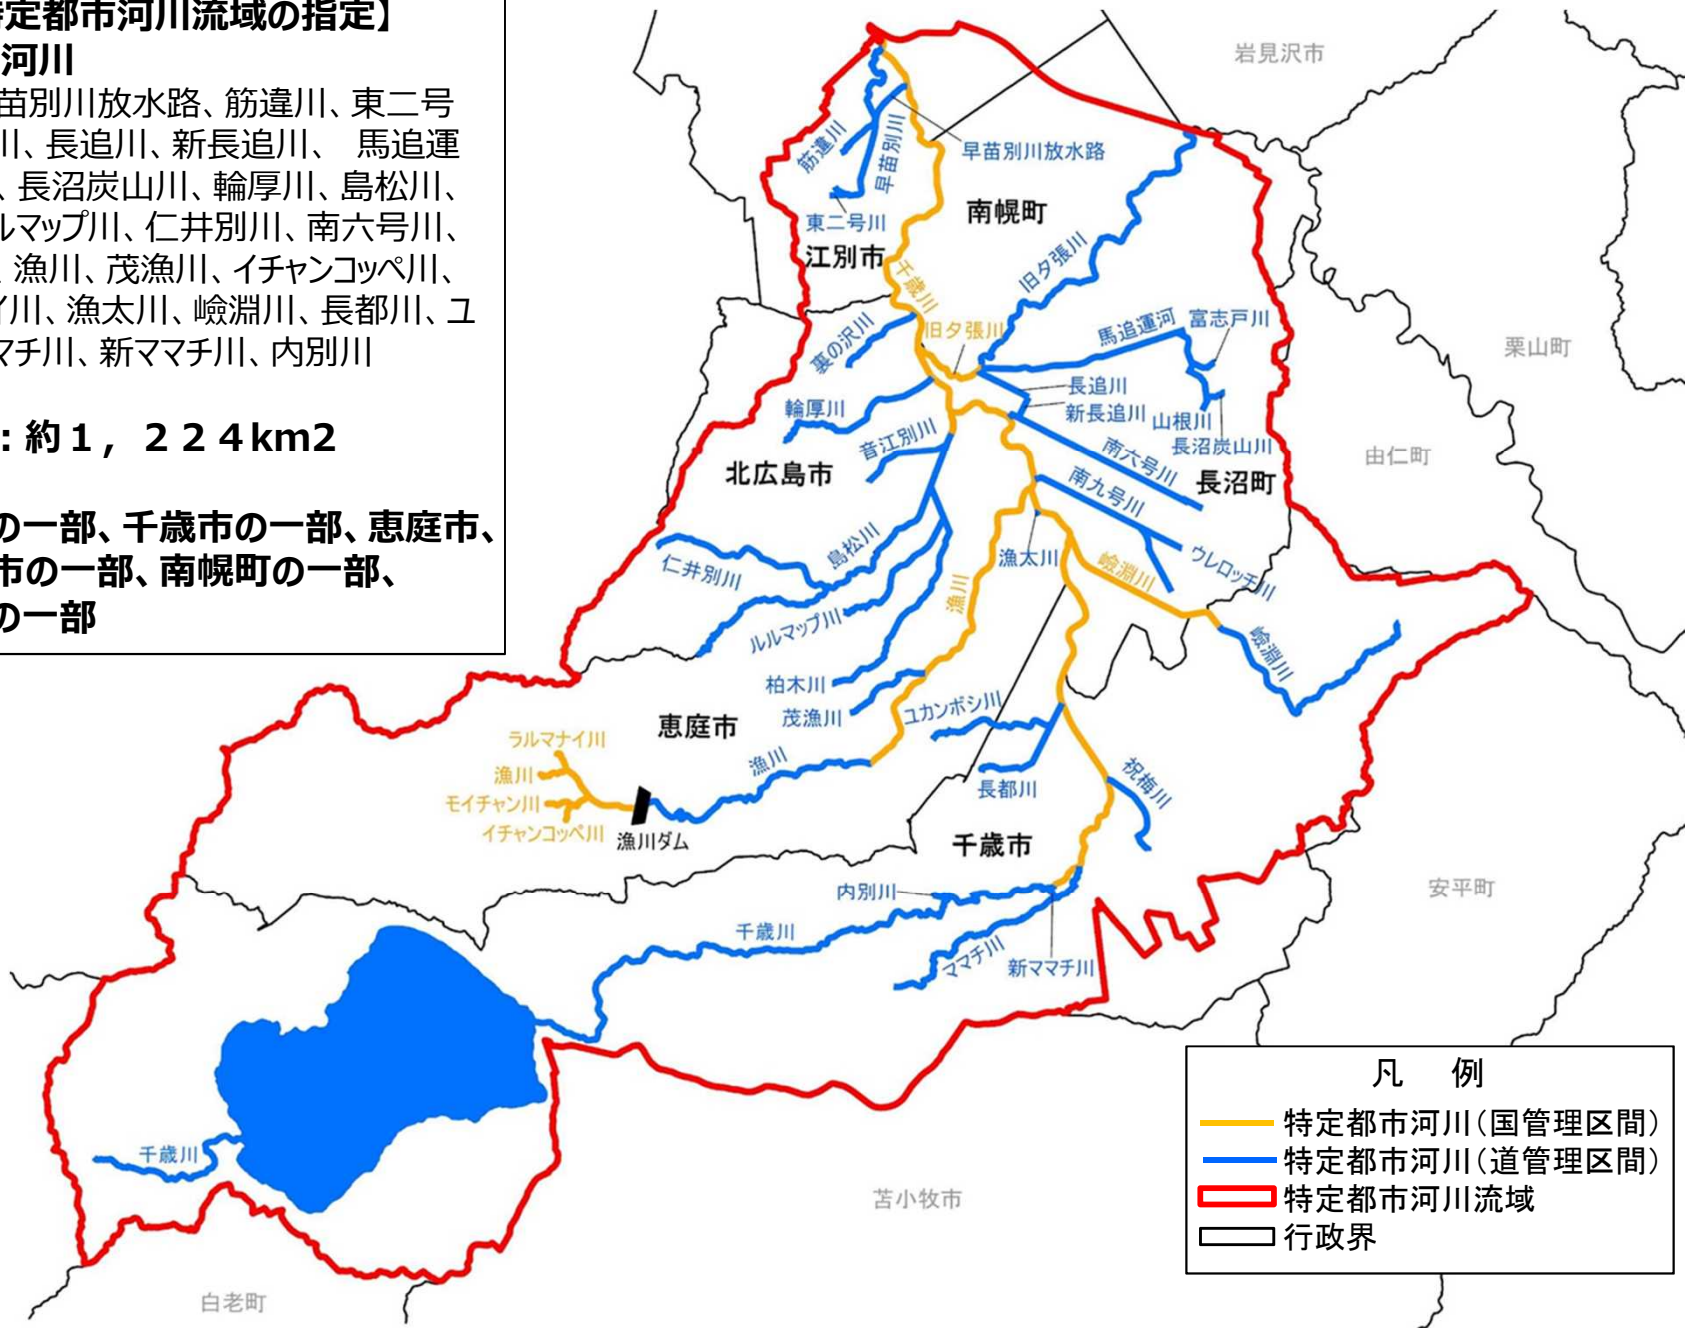 特定都市河川流域の指定】
河川
苗別川放水路、筋違川、東二号
川、長追川、新長追川、 馬追運
、長沼炭山川、輪厚川、島松川、
ルマップ川、仁井別川、南六号川、
、漁川、茂漁川、イチャンコッペ川、
イ川、漁太川、嶮淵川、長都川、ユ
マチ川、新ママチ川、内別川
：約１，２２４km2
の一部、千歳市の一部、恵庭市、
市の一部、南幌町の一部、
の一部
岩見沢市
筋違川
早苗別川
早苗別川放水路
東二号川
南幌町
江別市
千歳川
旧夕張川
裏の沢川
旧夕張川
馬追運河
富志戸川
栗山町
長追川
新長追川
山根川
長沼炭山川
輪厚川
音江別川
北広島市
南六号川
長沼町
由仁町
南九号川
島松川
仁井別川
漁太川
嶮淵川
ウレロッチ川
漁川
ルルマップ川
嶮淵川
柏木川
茂漁川
ユカンボシ川
恵庭市
ラルマナイ川
漁川
漁川
モイチャン川
イチャンコッペ川
漁川ダム
長都川
祝梅川
千歳市
内別川
安平町
千歳川
ママチ川
新ママチ川
千歳川
苫小牧市
白老町
凡 例
特定都市河川（国管理区間）
特定都市河川（道管理区間）
特定都市河川流域
行政界